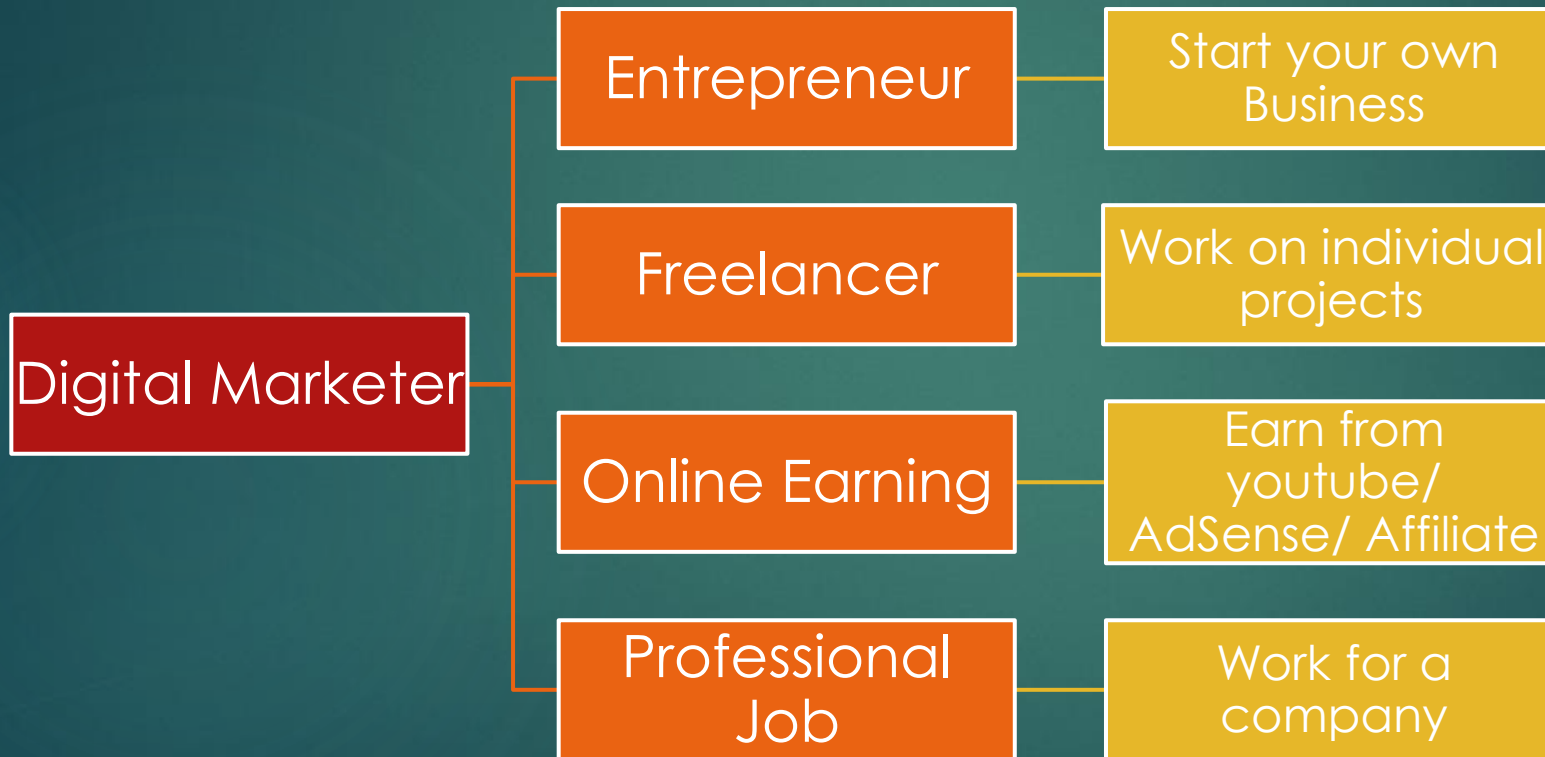 Digital Marketer
Entrepreneur
Start your own
Business
Freelancer
Work on individual
projects
Online Earning
Earn from
youtube/
AdSense/ Affiliate
Professional
Job
Work for a
company